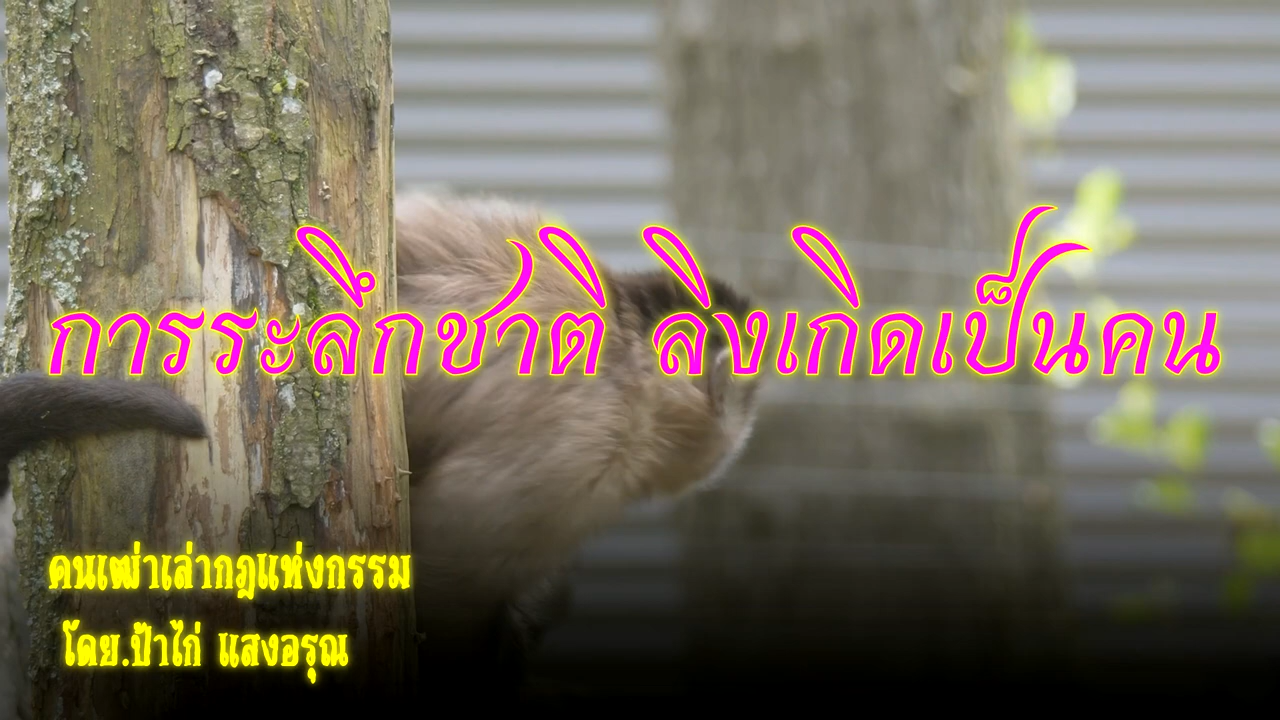 การระลึกชาติ ลิงเกิดเป็นคน
คนเฒ่าเล่ากฎแห่งกรรม
โดย.ป้าไก่ แสงอรุณ